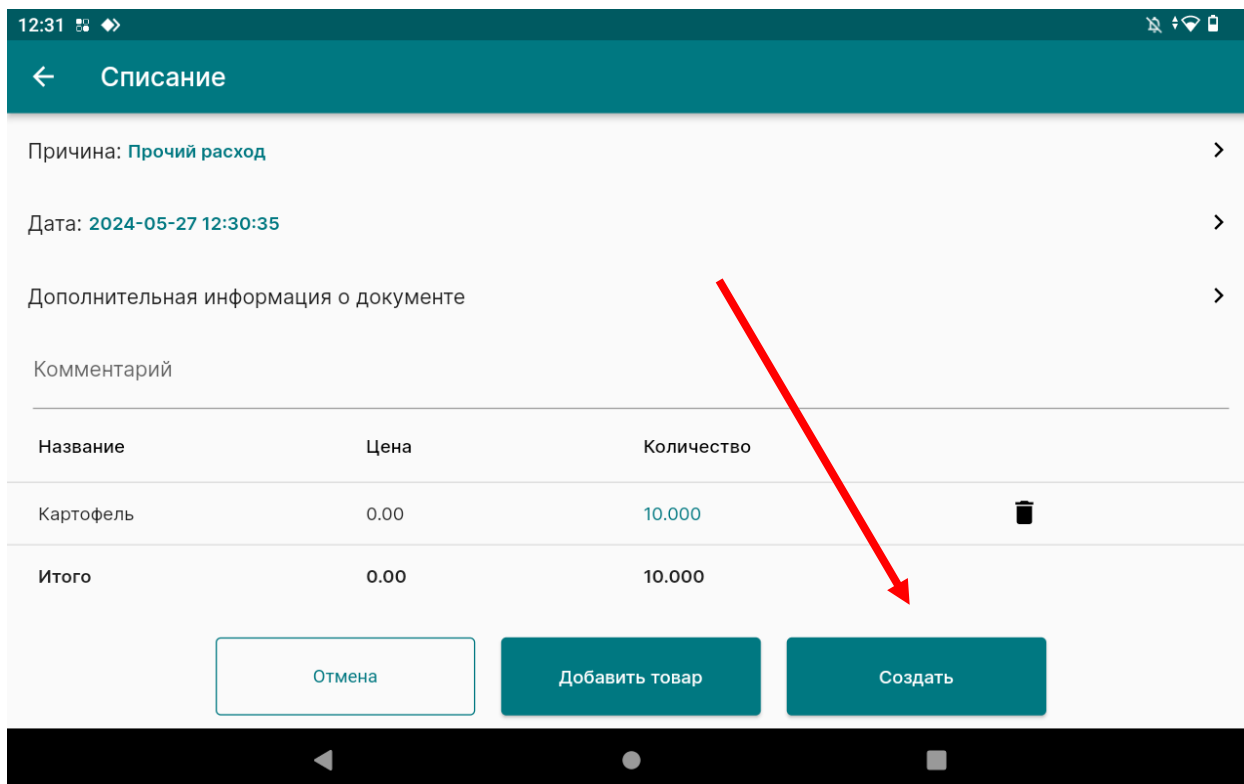 12:31
Списание
Причина: Прочий расход
Дата: 2024-05-27 12:30:35
Дополнительная информация о документе
Комментарий
Название Цена Количество
Картофель 0.00 10.000
Итого 0.00 10.000
Отмена Добавить товар Создать